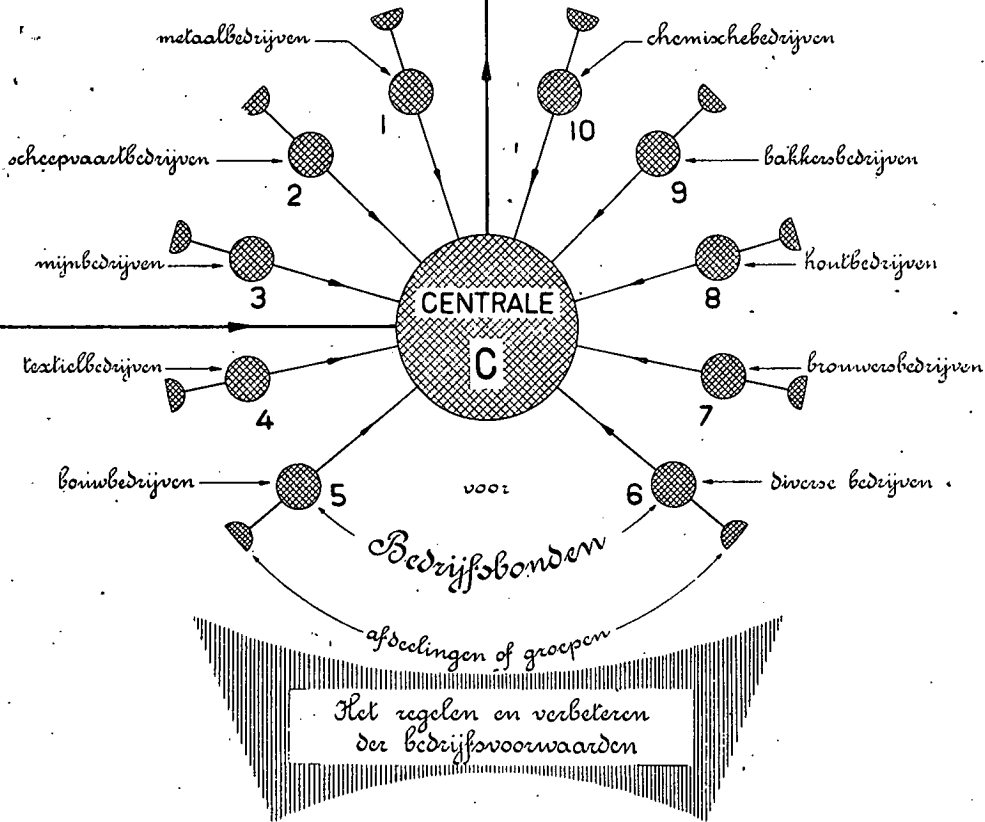 metaalbedrijven
1
chemischebedrijven
10
scheepvaartbedrijven
2
bakkersbedrijven
9
mijnbedrijven
3
houtbedrijven
8
CENTRALE
C
textielbedrijven
4
brouwersbedrijven
7
bouwbedrijven
5
voor
6
diverse bedrijven
Bedrijfsbonden
afdeelingen of groepen
Het regelen en verbeteren
der bedrijfsvoorwaarden